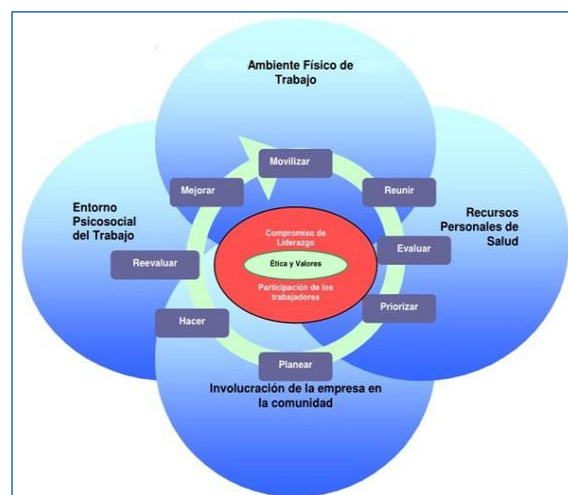 Ambiente Físico de
Trabajo
Movilizar
Mejorar
Reunir
Entorno
Psicosocial
del Trabajo
Recursos
Personales de
Salud
Compromiso de
Liderazgo
Ética y Valores
Participación de los
trabajadores
Evaluar
Reevaluar
Priorizar
Hacer
Planear
Involucración de la empresa en
la comunidad